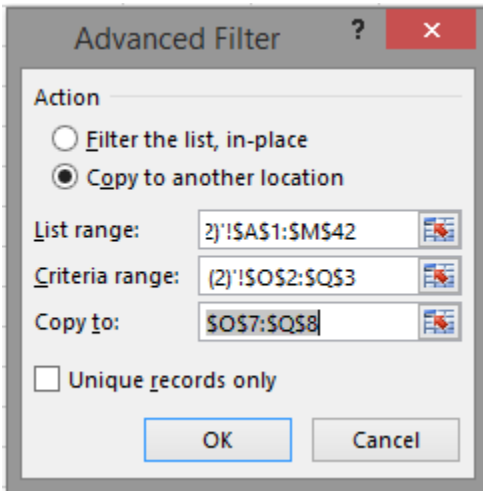 Advanced Filter ? ×
Action
Filter the list, in-place
Copy to another location
List range: 2)'!$A$1:$M$42
Criteria range: (2)'!$O$2:$Q$3
Copy to: $O$7:$Q$8
Unique records only
OK Cancel